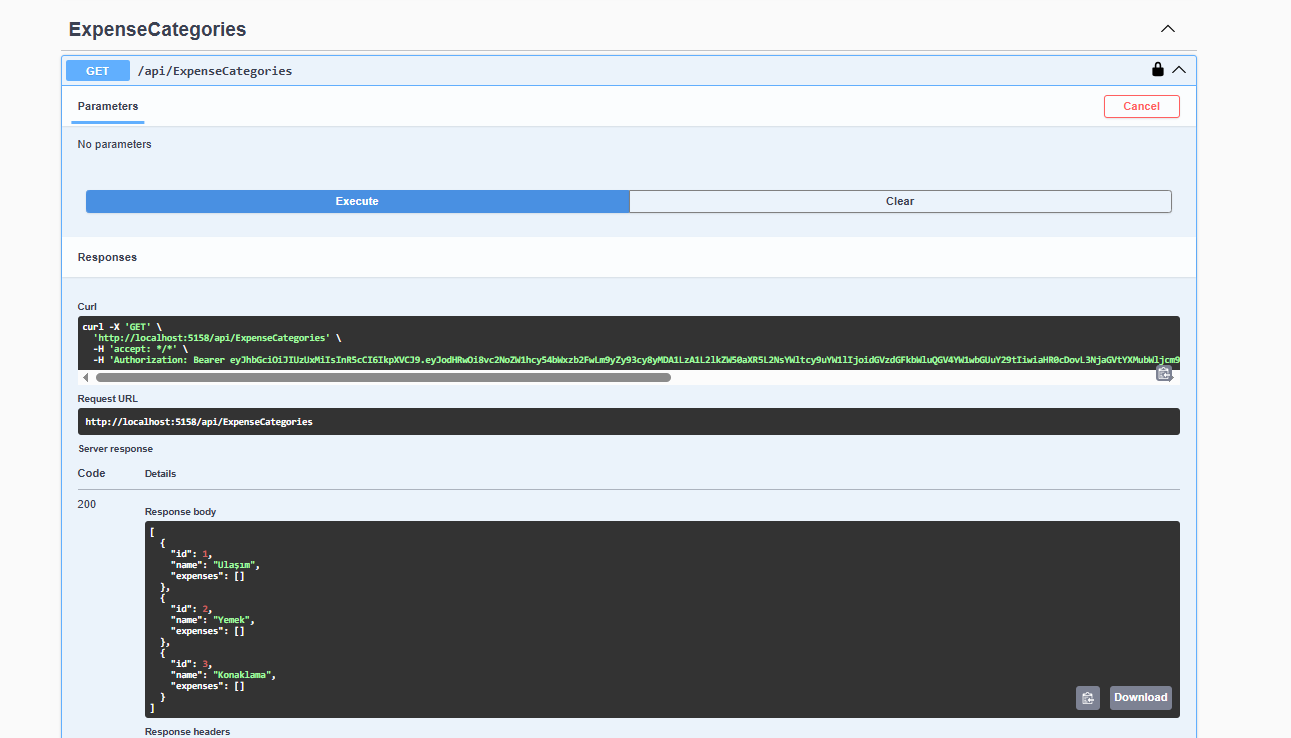 ExpenseCategories
GET /api/ExpenseCategories
Parameters
Cancel
No parameters
Execute
Clear
Responses
Curl
curl -X 'GET' \
'http://localhost:5158/api/ExpenseCategories' \
-H 'accept: */*' \
-H 'Authorization: Bearer
Request URL
http://localhost:5158/api/ExpenseCategories
Server response
Code Details
200
Response body
[
{
"id": 1,
"name": "Ulaşım",
"expenses": []
},
{
"id": 2,
"name": "Yemek",
"expenses": []
},
{
"id": 3,
"name": "Konaklama",
"expenses": []
}
]
Download
Response headers